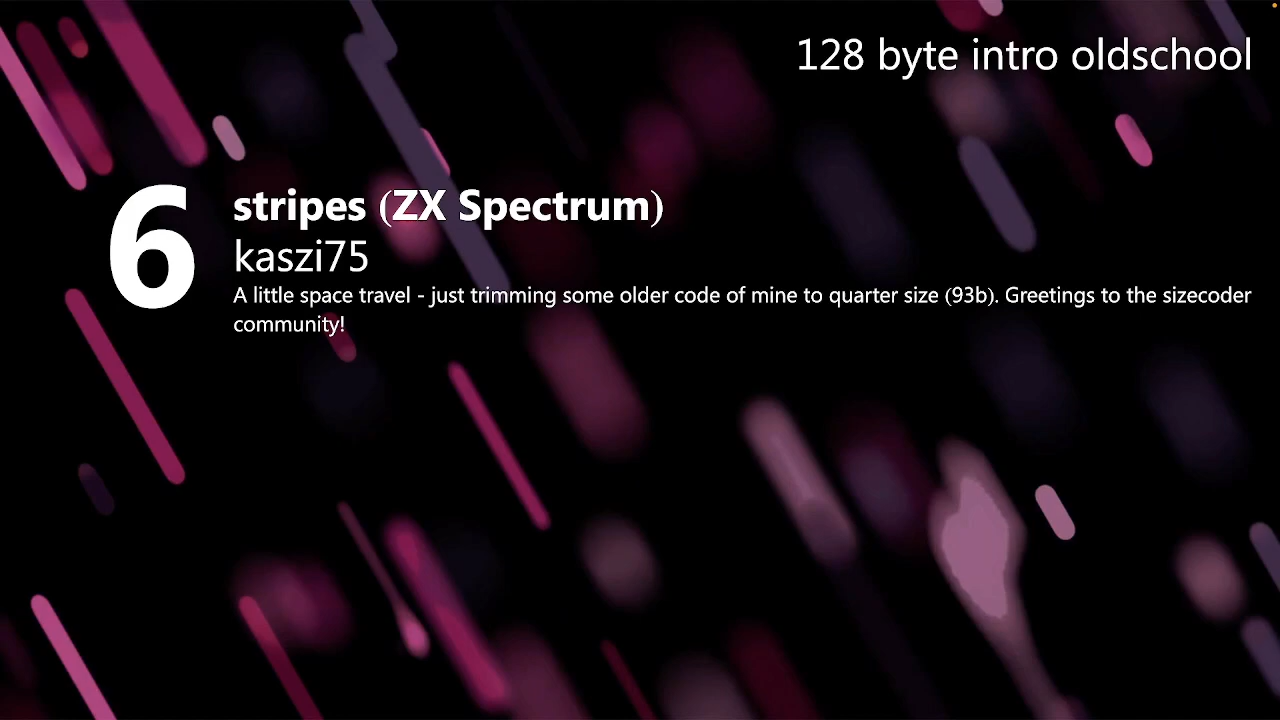 128 byte intro oldschool
6
stripes (ZX Spectrum)
kaszi75
A little space travel - just trimming some older code of mine to quarter size (93b). Greetings to the sizecoder
community!